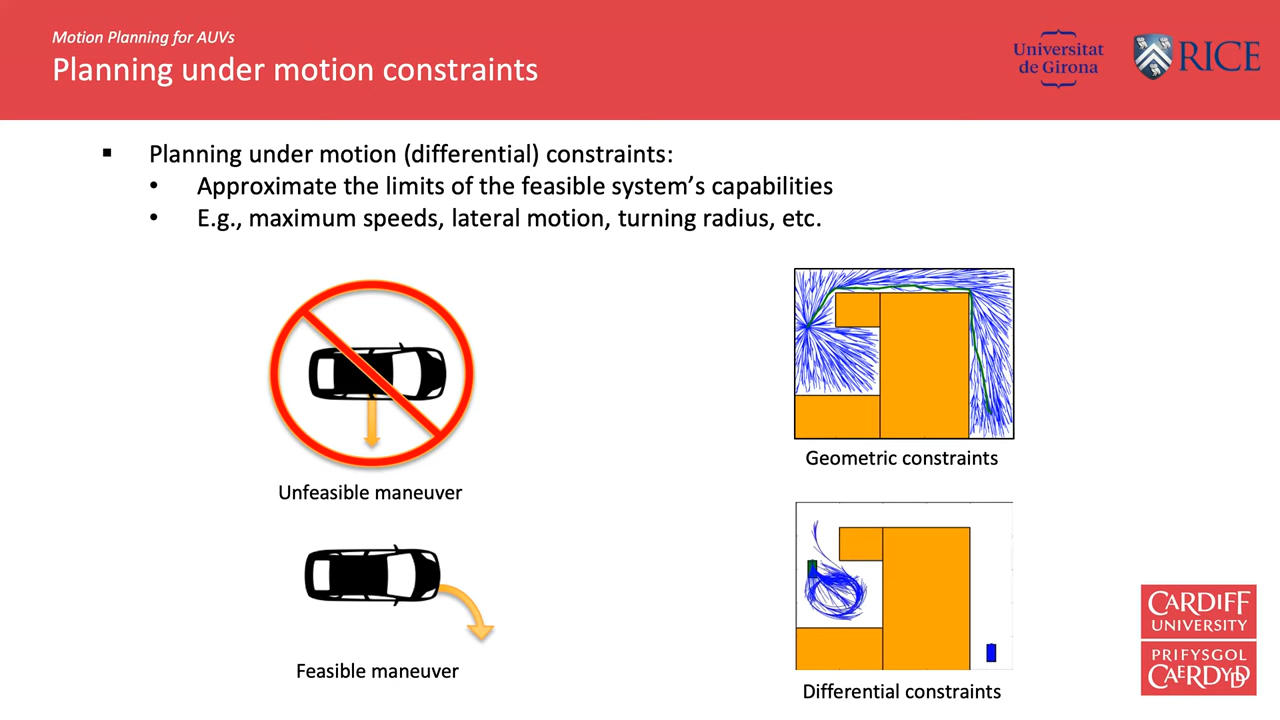 Motion Planning for AUVs
Planning under motion constraints
Universitat
de Girona
RICE
▪ Planning under motion (differential) constraints:
• Approximate the limits of the feasible system's capabilities
• E.g., maximum speeds, lateral motion, turning radius, etc.
Unfeasible maneuver
Geometric constraints
Feasible maneuver
Differential constraints
CARDIFF
UNIVERSITY
PRIFYSGOL
CAERDYDD